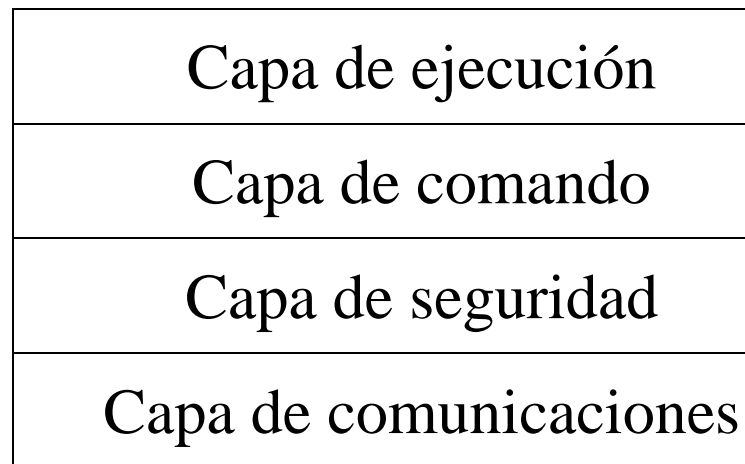 Capa de ejecución
Capa de comando
Capa de seguridad
Capa de comunicaciones